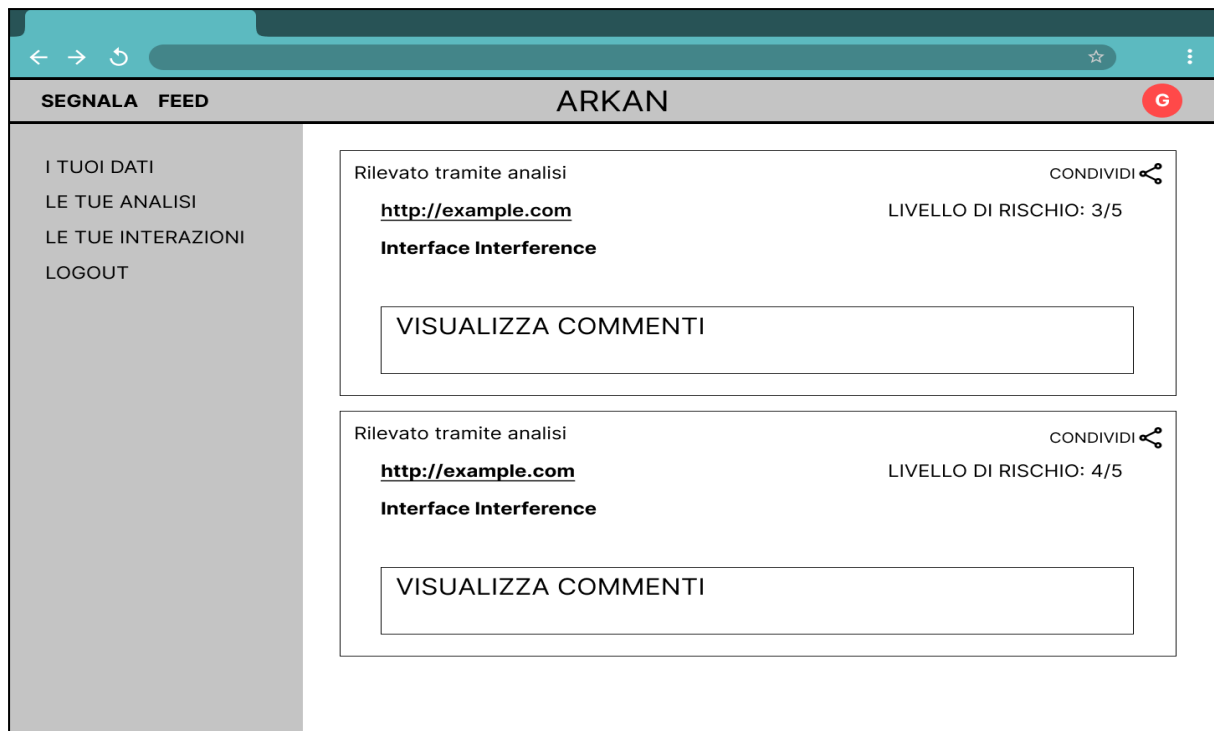 SEGNALA FEED ARKAN G
I TUOI DATI
LE TUE ANALISI
LE TUE INTERAZIONI
LOGOUT
Rilevato tramite analisi CONDIVIDI
http://example.com LIVELLO DI RISCHIO: 3/5
Interface Interference
VISUALIZZA COMMENTI
Rilevato tramite analisi CONDIVIDI
http://example.com LIVELLO DI RISCHIO: 4/5
Interface Interference
VISUALIZZA COMMENTI